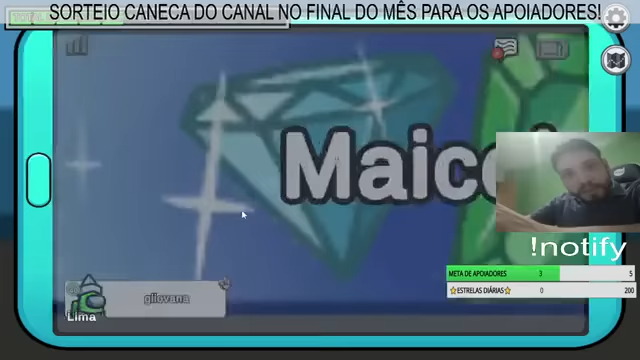 SORTEIO CANECA DO CANAL NO FINAL DO MÊS PARA OS APOIADORES!
Maico
!notify
META DE APOIADORES 3 5
⭐ESTRELAS DIÁRIAS⭐ 0 200
giiovana
Lima